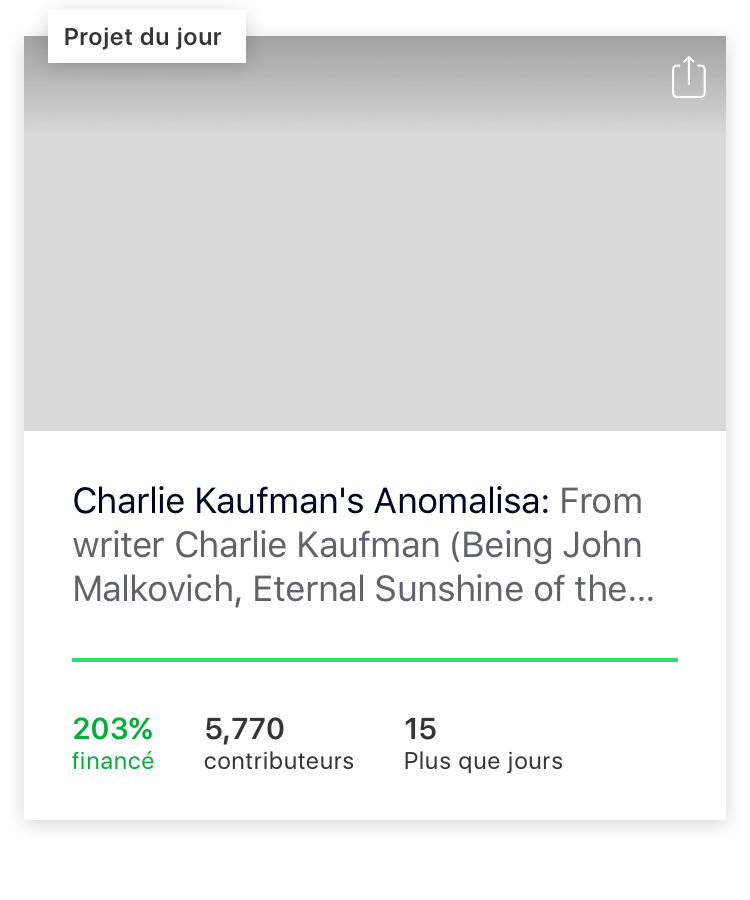 Projet du jour
Charlie Kaufman's Anomalisa: From
writer Charlie Kaufman (Being John
Malkovich, Eternal Sunshine of the...
203% 5,770 15
financé contributeurs Plus que jours